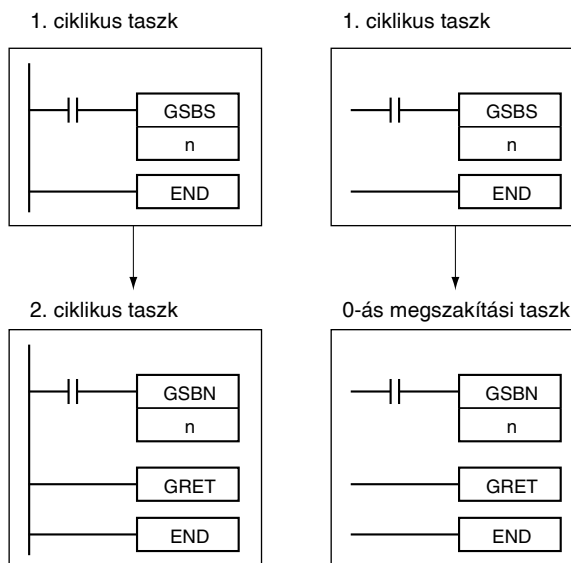 1. ciklikus taszk
GSBS
n
END
2. ciklikus taszk
GSBN
n
GRET
END
1. ciklikus taszk
GSBS
n
END
0-ás megszakítási taszk
GSBN
n
GRET
END